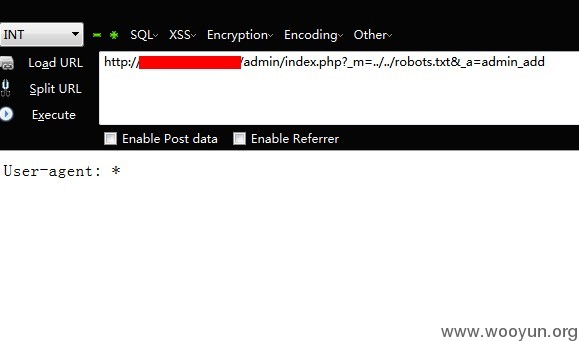 INT SQL XSS Encryption Encoding Other
Load URL http:// /admin/index.php?_m=../../robots.txt&_a=admin_add
Split URL
Execute
Enable Post data Enable Referrer
User-agent: *
www.wooyun.org